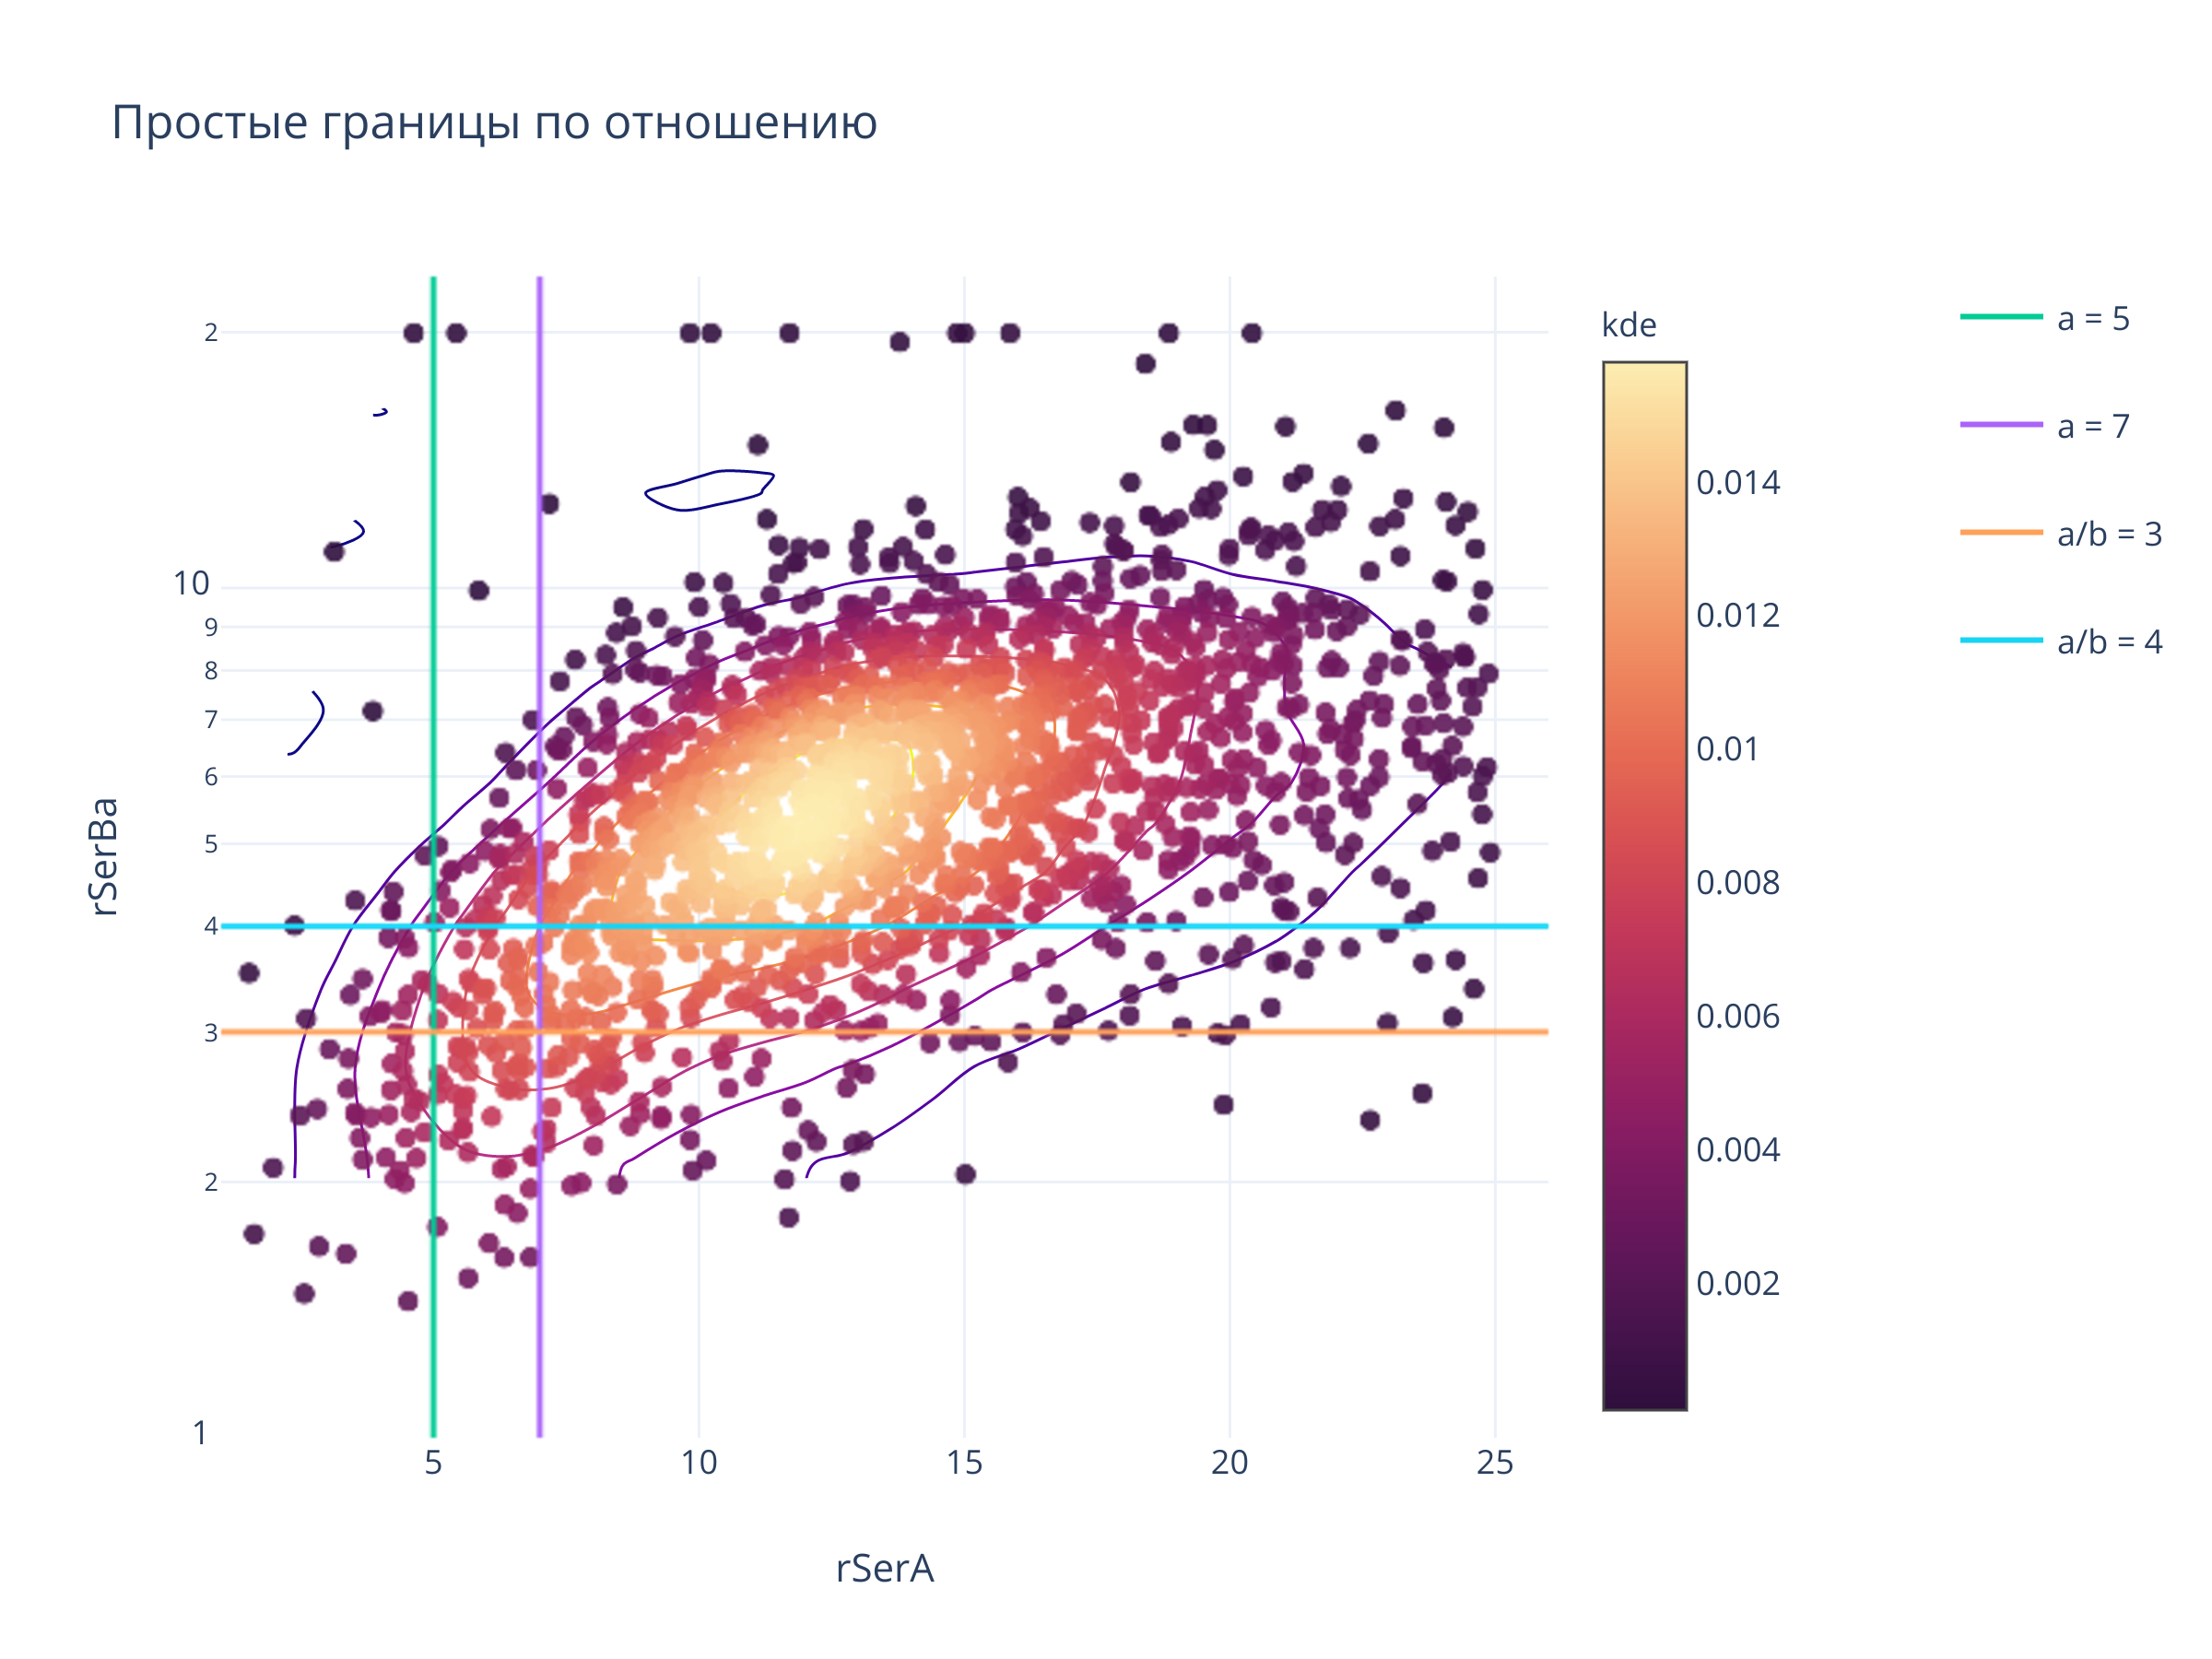 Простые границы по отношению
rSerBa
2
10
9
8
7
6
5
4
3
2
1
5 10 15 20 25
rSerA
kde
0.014
0.012
0.01
0.008
0.006
0.004
0.002
a = 5
a = 7
a/b = 3
a/b = 4